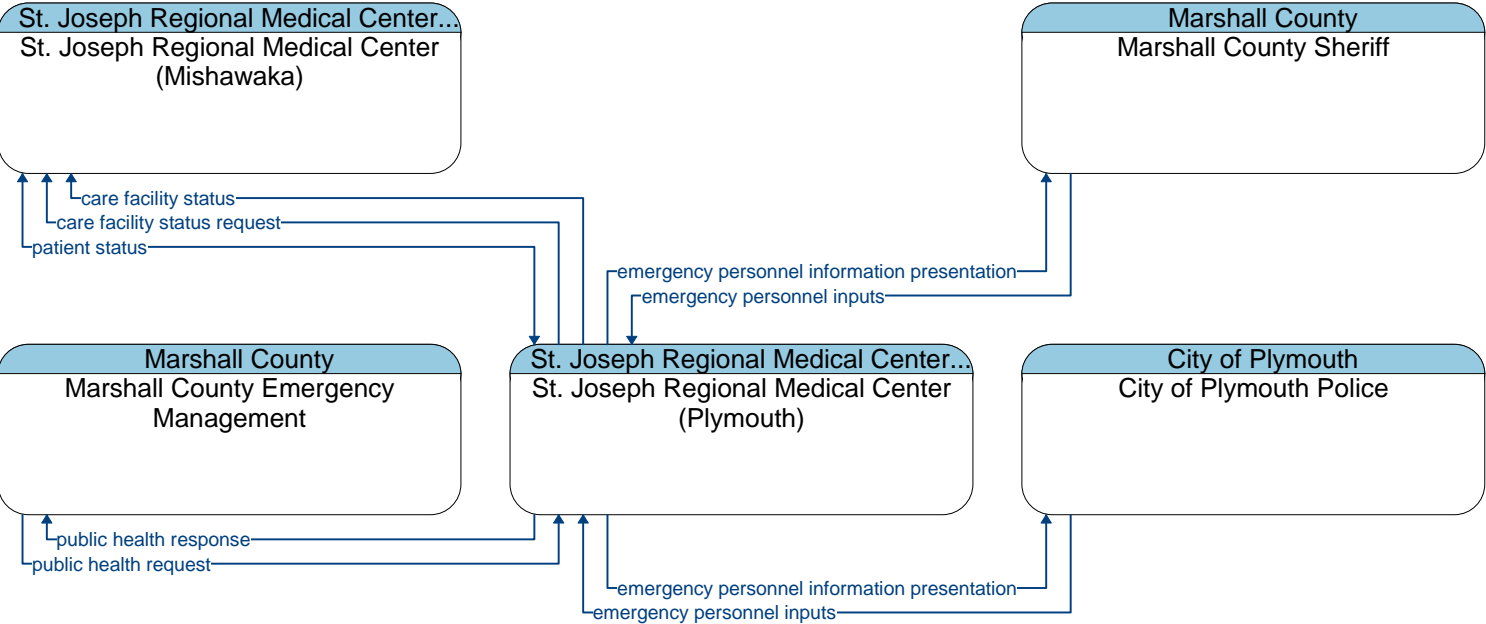 St. Joseph Regional Medical Center...
St. Joseph Regional Medical Center
(Mishawaka)
Marshall County
Marshall County Sheriff
care facility status
care facility status request
patient status
emergency personnel information presentation
emergency personnel inputs
Marshall County
Marshall County Emergency
Management
St. Joseph Regional Medical Center...
St. Joseph Regional Medical Center
(Plymouth)
City of Plymouth
City of Plymouth Police
public health response
public health request
emergency personnel information presentation
emergency personnel inputs